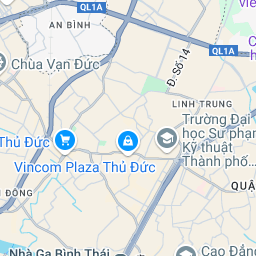 QL1A
AN BÌNH
QL1A
Chùa Vạn Đức
Đ. Số 14
LINH TRUNG
Trường Đại
học Sư phạm
Kỹ thuật
Thành phố...
Thủ Đức
Vincom Plaza Thủ Đức
QUẬ
ĐÔNG
Nhà Ga Bình Thái
Cao Đẳng